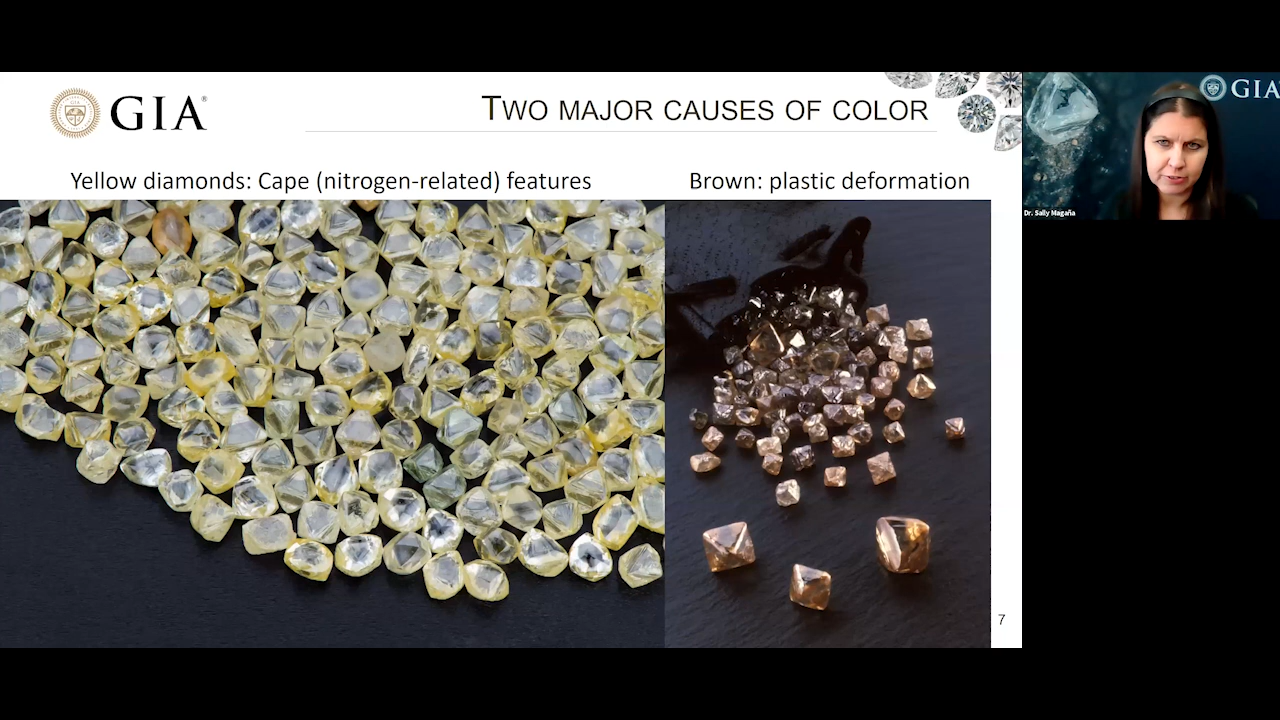 GIA®
TWO MAJOR CAUSES OF COLOR
Yellow diamonds: Cape (nitrogen-related) features
Brown: plastic deformation
7
GIA
Dr. Sally Magaña